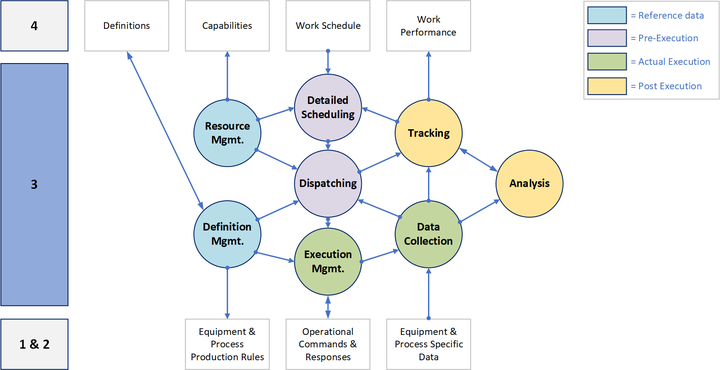 4
Definitions
Capabilities
Work Schedule
Work
Performance
= Reference data
= Pre-Execution
= Actual Execution
= Post Execution
3
Detailed
Scheduling
Resource
Mgmt.
Tracking
Dispatching
Analysis
Definition
Mgmt.
Data
Collection
Execution
Mgmt.
1 & 2
Equipment &
Process
Production Rules
Operational
Commands &
Responses
Equipment &
Process Specific
Data